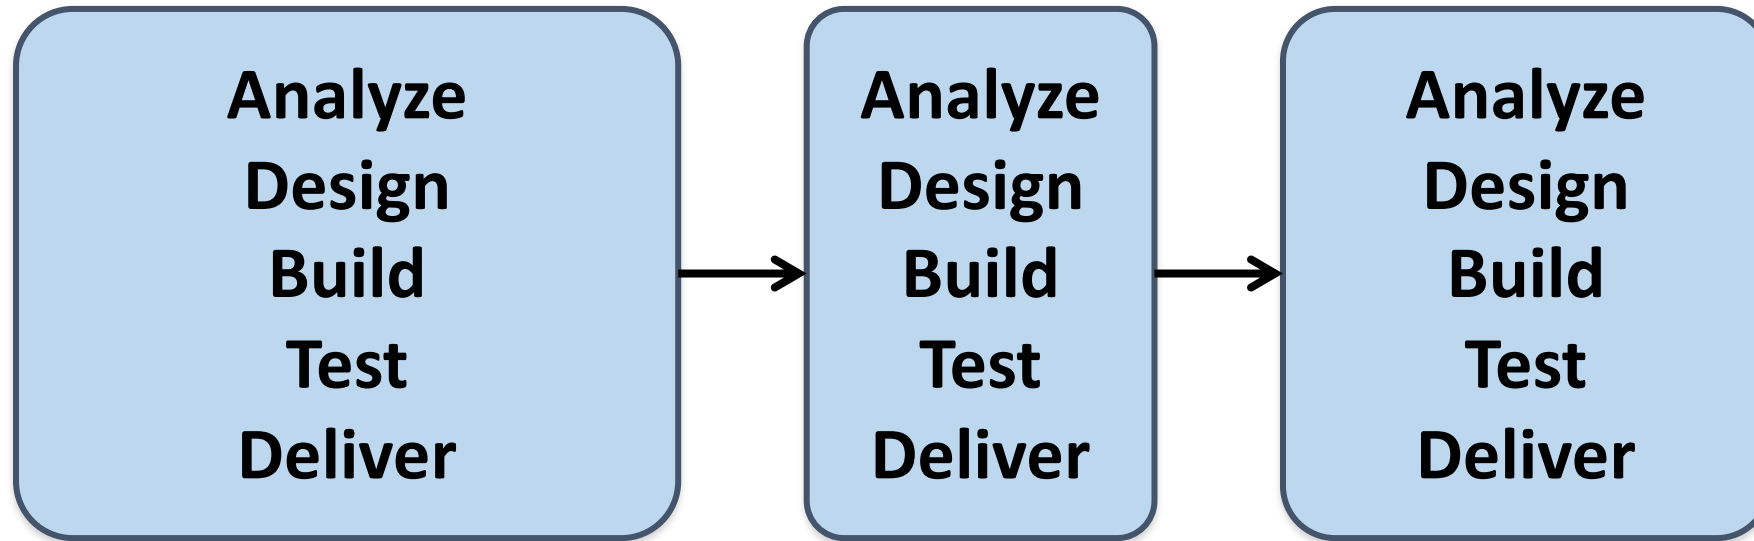 Analyze
Design
Build
Test
Deliver
Analyze
Design
Build
Test
Deliver
Analyze
Design
Build
Test
Deliver